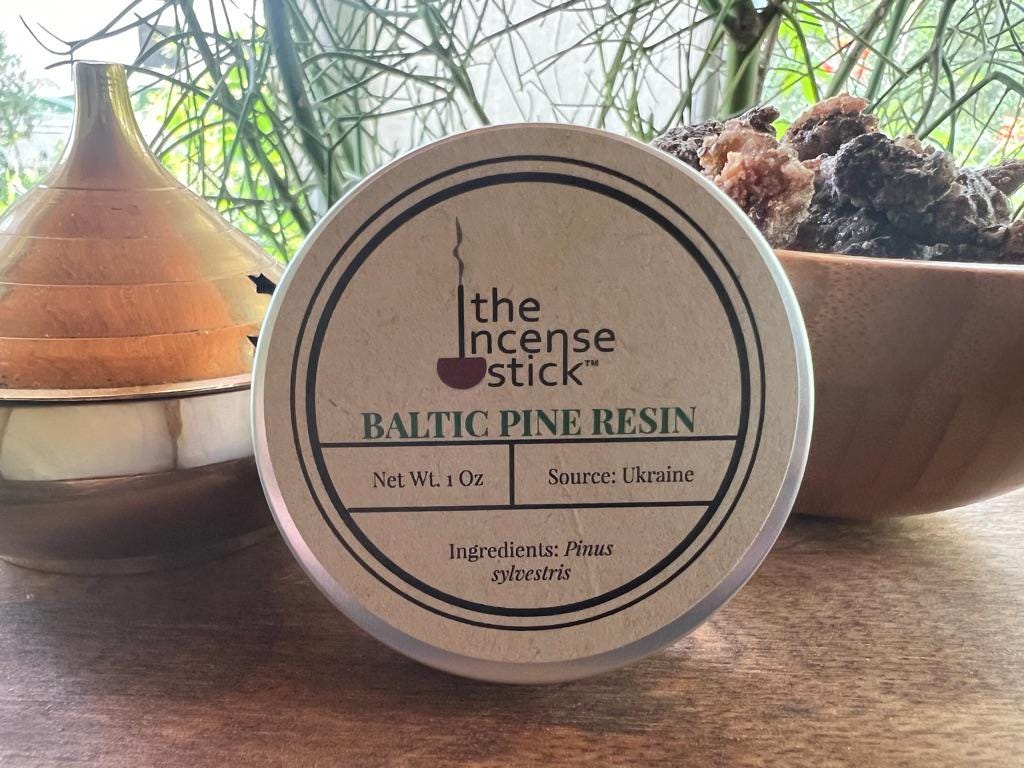 the
incense
stick™
BALTIC PINE RESIN
Net Wt. 1 Oz
Source: Ukraine
Ingredients: Pinus
sylvestris